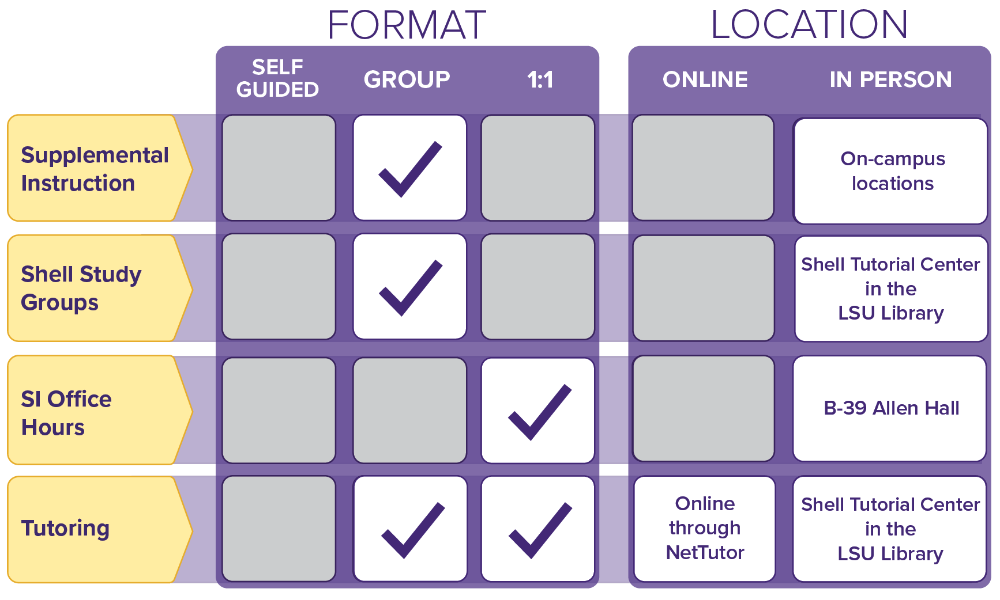 FORMAT
LOCATION
SELF
GUIDED
GROUP
1:1
ONLINE
IN PERSON
Supplemental
Instruction
On-campus
locations
Shell Study
Groups
Shell Tutorial Center
in the
LSU Library
SI Office
Hours
B-39 Allen Hall
Tutoring
Online
through
NetTutor
Shell Tutorial Center
in the
LSU Library